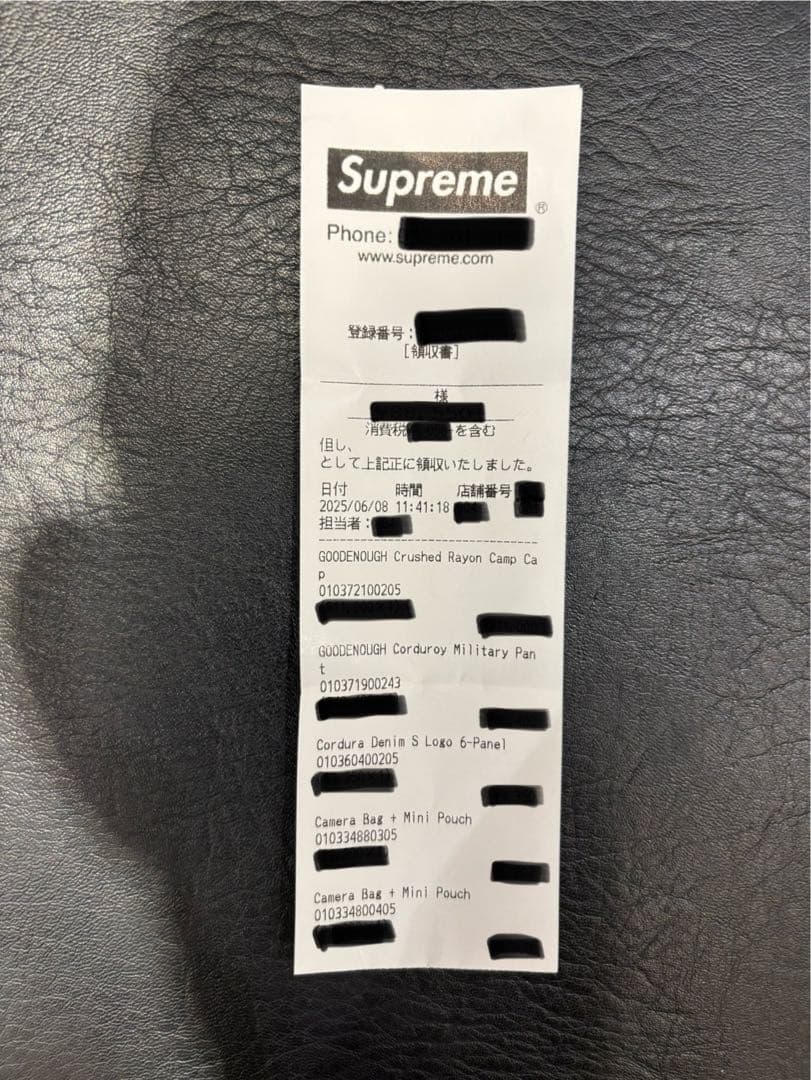 Supreme
®
Phone:
www.supreme.com
登録番号:
[領収書]
様
消費税 を含む
但し、
として上記正に領収いたしました。
日付 時間 店舗番号
2025/06/08 11:41:18
担当者:
GOODENOUGH Crushed Rayon Camp Ca
p
010372100205
GOODENOUGH Corduroy Military Pan
t
010371900243
Cordura Denim S Logo 6-Panel
010360400205
Camera Bag + Mini Pouch
010334880305
Camera Bag + Mini Pouch
010334800405